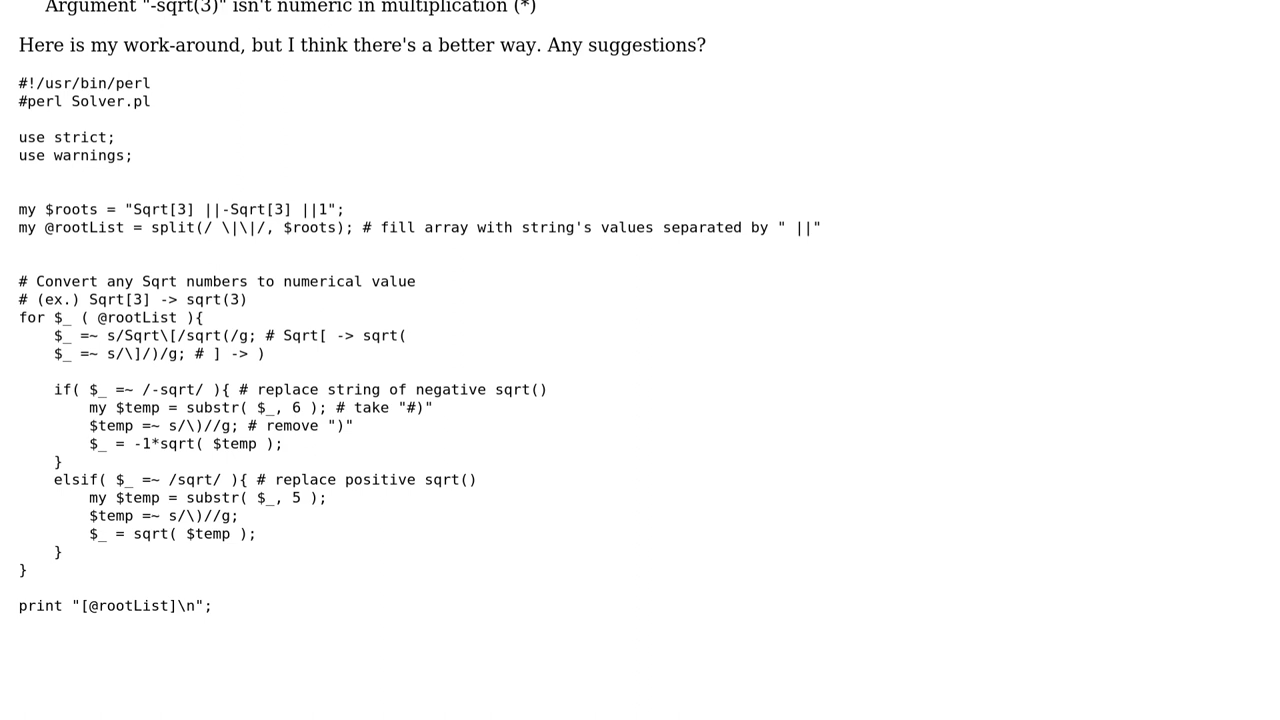 Argument "-sqrt(3)" isn't numeric in multiplication (*)
Here is my work-around, but I think there's a better way. Any suggestions?
#!/usr/bin/perl
#perl Solver.pl
use strict;
use warnings;
my $roots = "Sqrt[3] ||-Sqrt[3] ||1";
my @rootList = split(/ \|\|/, $roots); # fill array with string's values separated by " ||"
# Convert any Sqrt numbers to numerical value
# (ex.) Sqrt[3] -> sqrt(3)
for $_ ( @rootList ){
    $_ =~ s/Sqrt\[/sqrt(/g; # Sqrt[ -> sqrt(
    $_ =~ s/\]/)/g; # ] -> )
    if( $_ =~ /-sqrt/ ){ # replace string of negative sqrt()
        my $temp = substr( $_, 6 ); # take "#)"
        $temp =~ s/\)//g; # remove ")"
        $_ = -1*sqrt( $temp );
    }
    elsif( $_ =~ /sqrt/ ){ # replace positive sqrt()
        my $temp = substr( $_, 5 );
        $temp =~ s/\)//g;
        $_ = sqrt( $temp );
    }
}
print "[@rootList]\n";